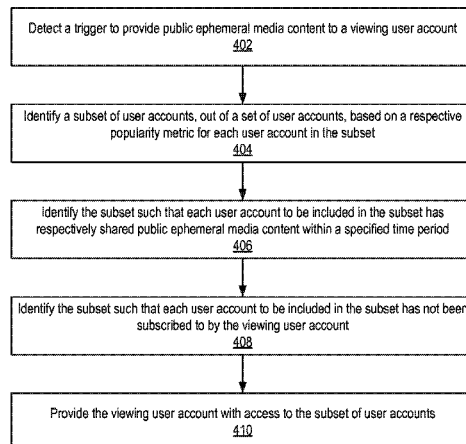 Detect a trigger to provide public ephemeral media content to a viewing user account
402
Identify a subset of user accounts, out of a set of user accounts, based on a respective
popularity metric for each user account in the subset
404
Identify the subset such that each user account to be included in the subset has
respectively shared public ephemeral media content within a specified time period
406
Identify the subset such that each user account to be included in the subset has not been
subscribed to by the viewing user account
408
Provide the viewing user account with access to the subset of user accounts
410